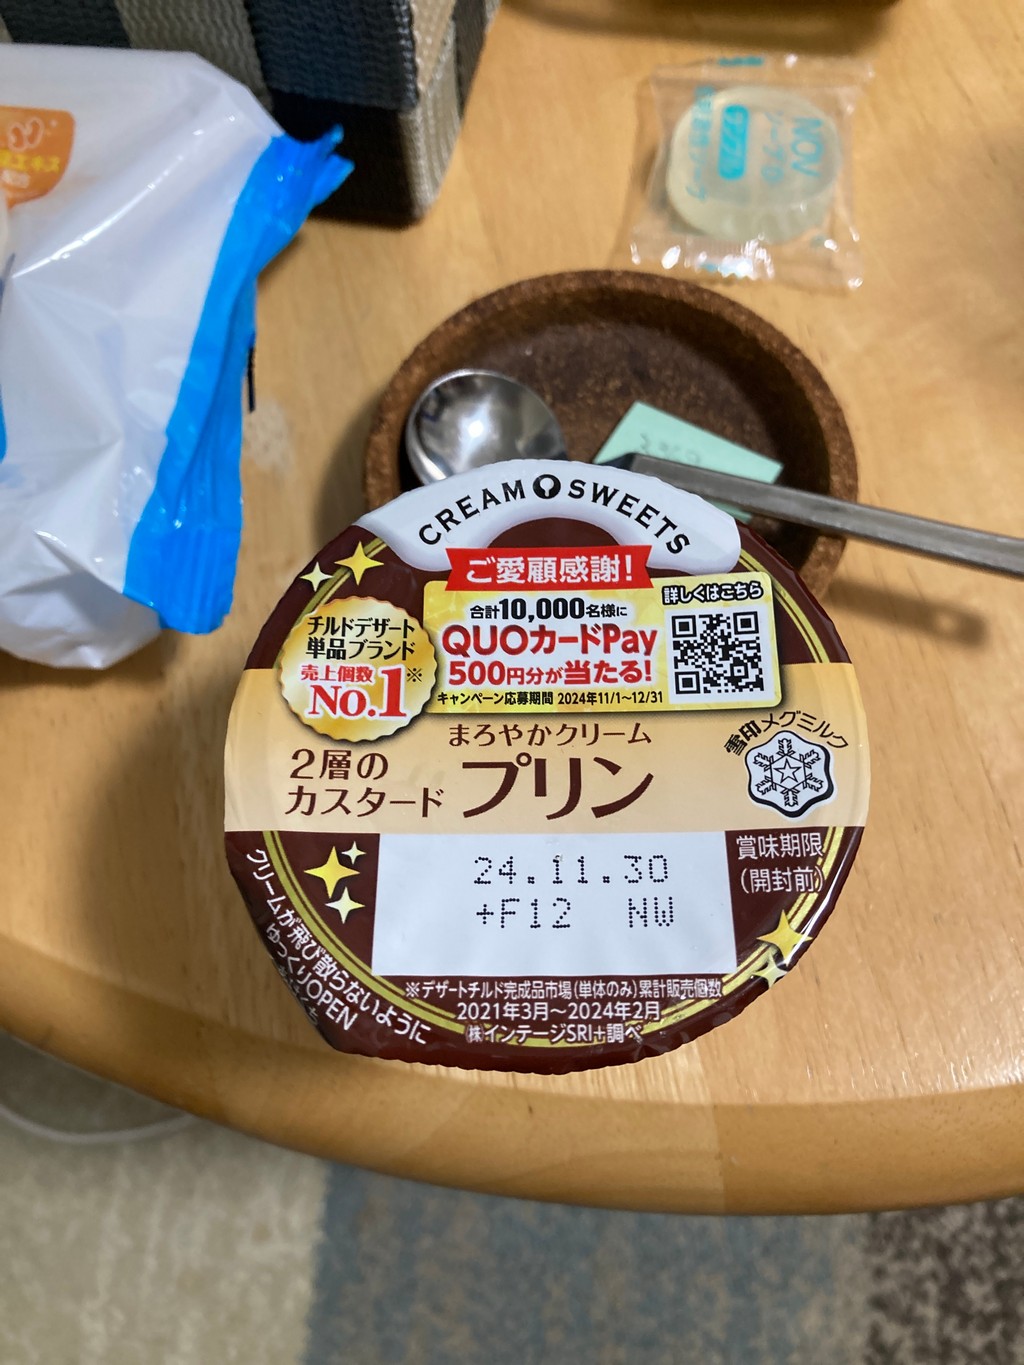 エキス
配合
NOV
CREAM SWEETS
ご愛顧感謝!
合計10,000名様に
QUOカードPay
500円分が当たる!
キャンペーン応募期間 2024年11/1~12/31
詳しくはこちら
チルドデザート
単品ブランド
売上個数※
No.1
まろやかクリーム
2層の
カスタード
プリン
雪印メグミルク
24.11.30
+F12 NW
賞味期限
(開封前)
クリームが飛び散らないように
ゆっくりOPEN
※デザートチルド完成品市場(単体のみ)累計販売個数
2021年3月~2024年2月
(株)インテージSRI+調べ